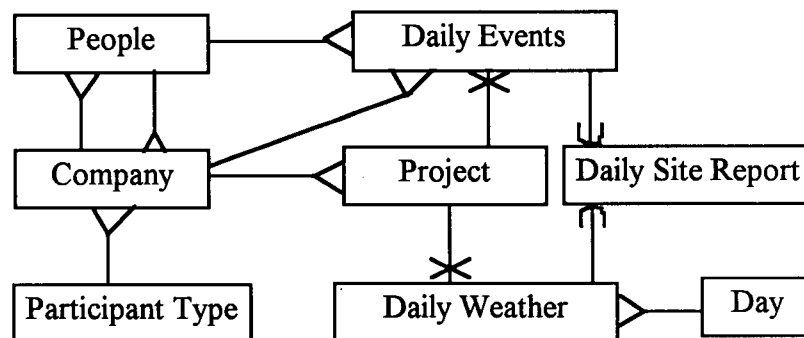 People
Daily Events
Company
Project
Daily Site Report
Participant Type
Daily Weather
Day